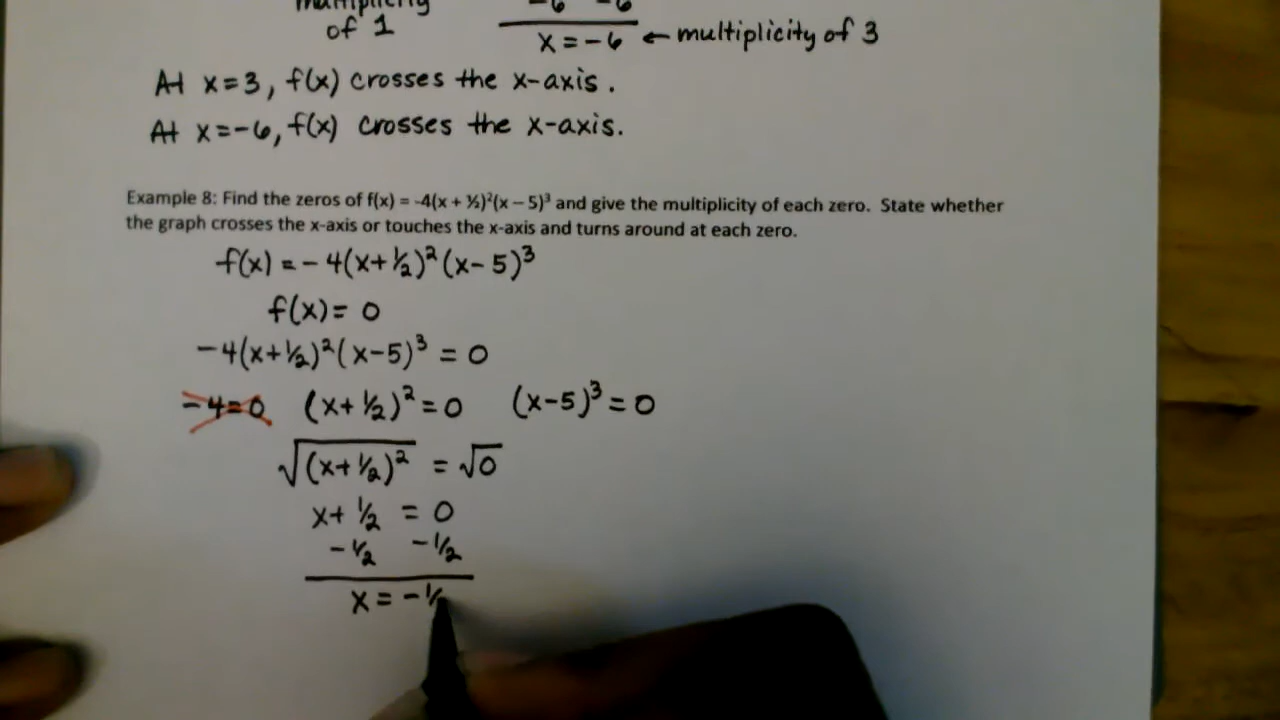 multiplicity
of 1
-6 -6
x = -6 ← multiplicity of 3
At x=3, f(x) crosses the x-axis.
At x=-6, f(x) crosses the x-axis.
Example 8: Find the zeros of f(x) = -4(x + ½)²(x – 5)³ and give the multiplicity of each zero. State whether
the graph crosses the x-axis or touches the x-axis and turns around at each zero.
f(x) = - 4(x+½)²(x- 5)³
f(x) = 0
-4(x+½)²(x-5)³ = 0
-4=0 (x+½)² = 0 (x-5)³ = 0
√(x+½)² = √0
x+ ½ = 0
-½ -½
x = -1/